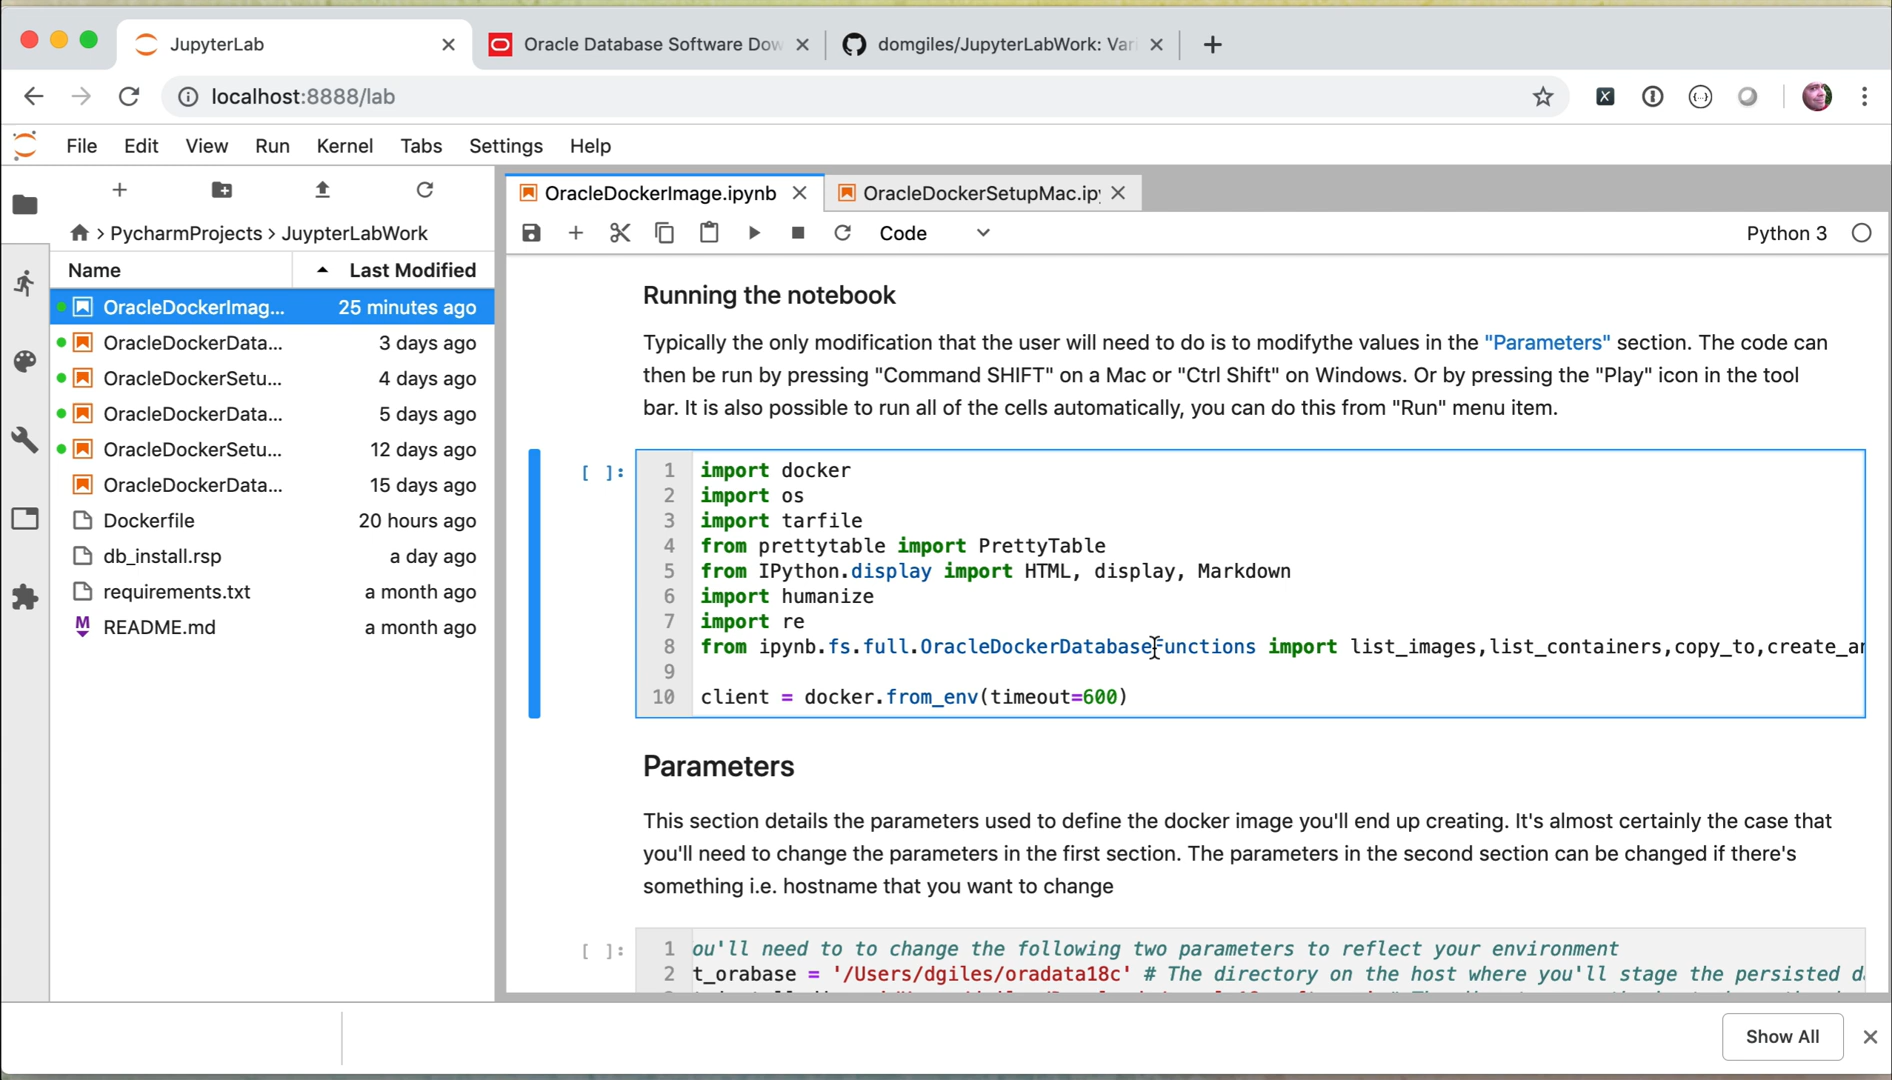 JupyterLab
Oracle Database Software Dow
domgiles/JupyterLabWork: Vari
localhost:8888/lab
File Edit View Run Kernel Tabs Settings Help
PycharmProjects > JuypterLabWork
Name Last Modified
OracleDockerImag... 25 minutes ago
OracleDockerData... 3 days ago
OracleDockerSetu... 4 days ago
OracleDockerData... 5 days ago
OracleDockerSetu... 12 days ago
OracleDockerData... 15 days ago
Dockerfile 20 hours ago
db_install.rsp a day ago
requirements.txt a month ago
README.md a month ago
OracleDockerImage.ipynb
OracleDockerSetupMac.ipy
Code
Python 3
Running the notebook
Typically the only modification that the user will need to do is to modifythe values in the "Parameters" section. The code can
then be run by pressing "Command SHIFT" on a Mac or "Ctrl Shift" on Windows. Or by pressing the "Play" icon in the tool
bar. It is also possible to run all of the cells automatically, you can do this from "Run" menu item.
[ ]:
1 import docker
2 import os
3 import tarfile
4 from prettytable import PrettyTable
5 from IPython.display import HTML, display, Markdown
6 import humanize
7 import re
8 from ipynb.fs.full.OracleDockerDatabaseFunctions import list_images,list_containers,copy_to,create_ar
9
10 client = docker.from_env(timeout=600)
Parameters
This section details the parameters used to define the docker image you'll end up creating. It's almost certainly the case that
you'll need to change the parameters in the first section. The parameters in the second section can be changed if there's
something i.e. hostname that you want to change
[ ]:
1 ou'll need to to change the following two parameters to reflect your environment
2 t_orabase = '/Users/dgiles/oradata18c' # The directory on the host where you'll stage the persisted da
Show All